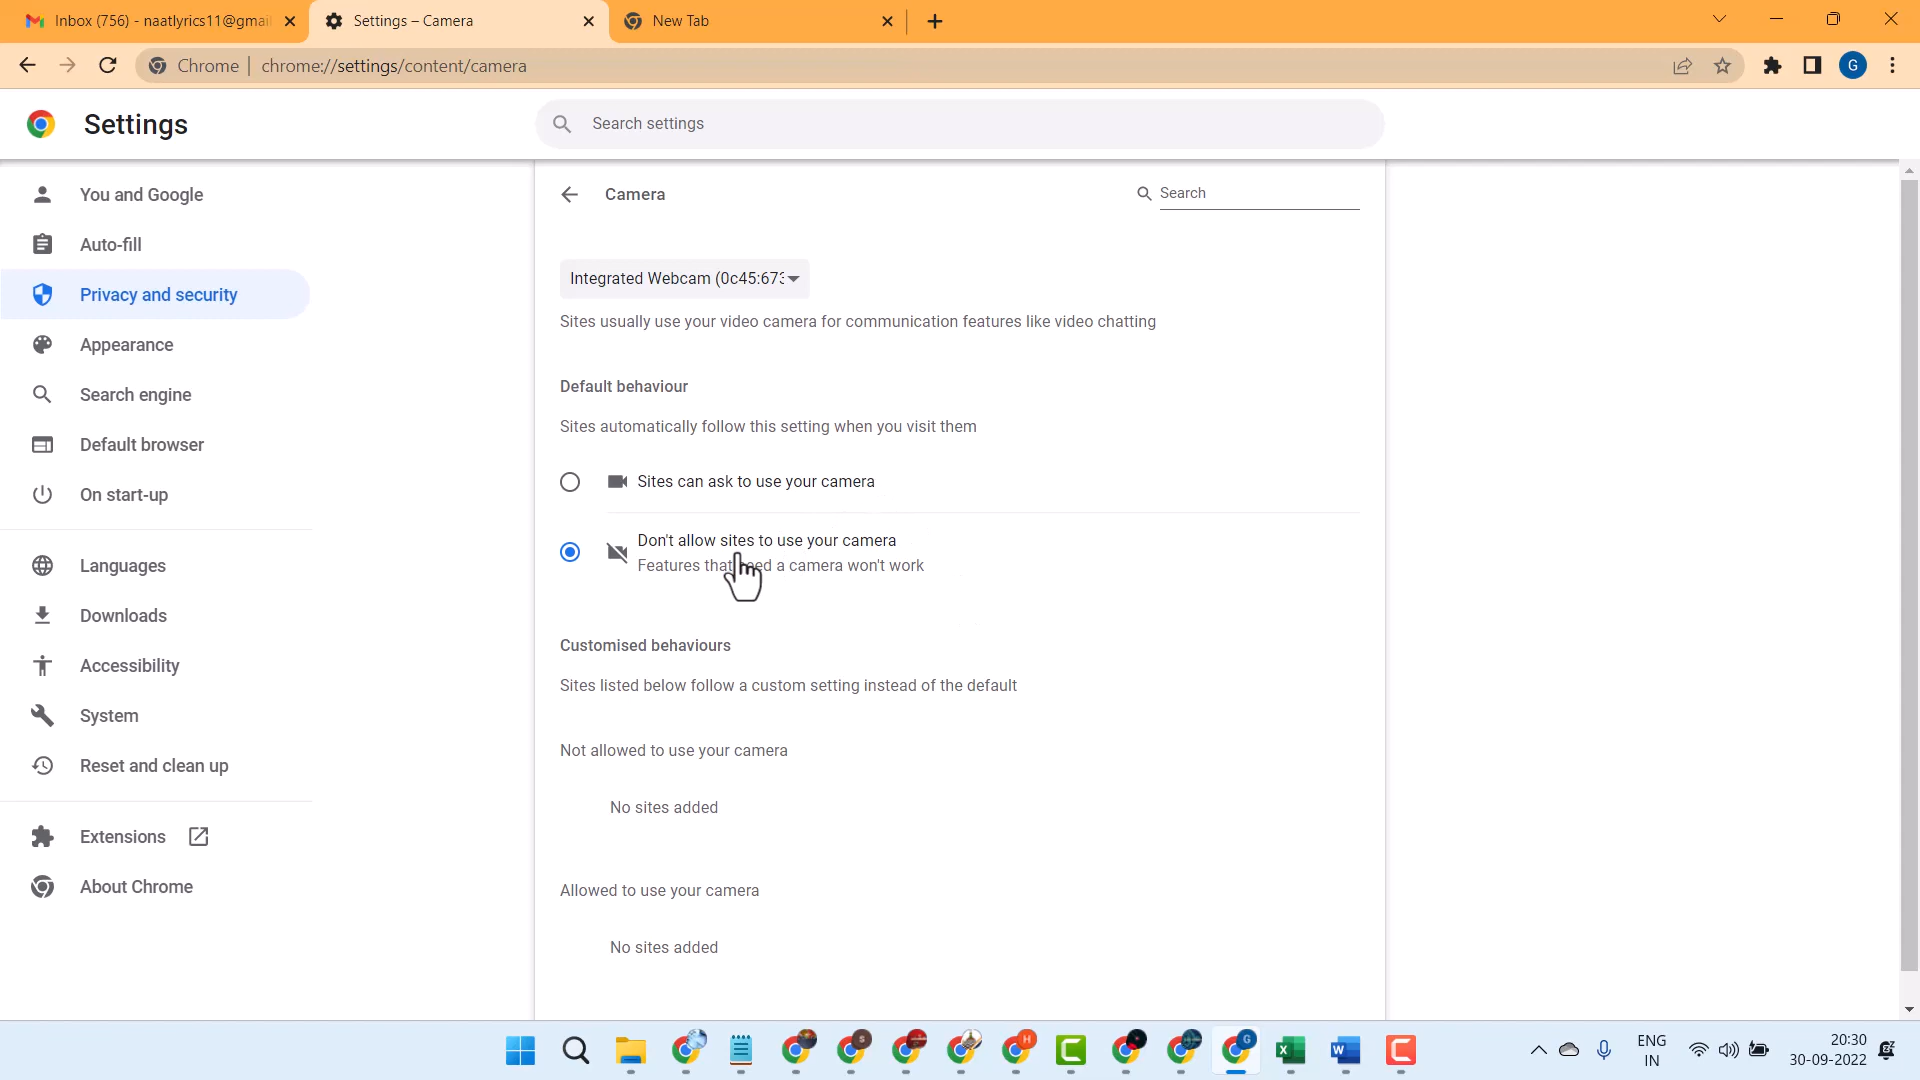 Inbox (756) - naatlyrics11@gmai
Settings – Camera
New Tab
Chrome
chrome://settings/content/camera
G
Settings
Search settings
You and Google
Auto-fill
Privacy and security
Appearance
Search engine
Default browser
On start-up
Languages
Downloads
Accessibility
System
Reset and clean up
Extensions
About Chrome
Camera
Search
Integrated Webcam (0c45:673
Sites usually use your video camera for communication features like video chatting
Default behaviour
Sites automatically follow this setting when you visit them
Sites can ask to use your camera
Don't allow sites to use your camera
Features that need a camera won't work
Customised behaviours
Sites listed below follow a custom setting instead of the default
Not allowed to use your camera
No sites added
Allowed to use your camera
No sites added
S
H
G
ENG
IN
20:30
30-09-2022